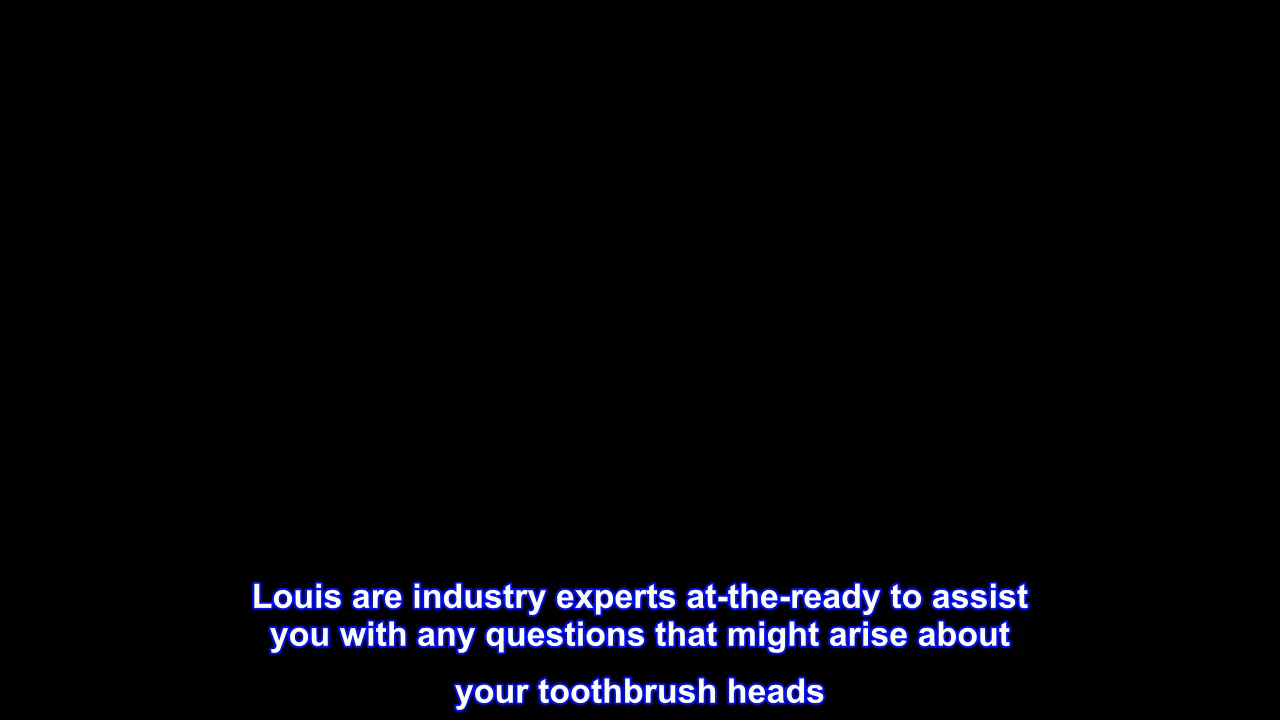 Louis are industry experts at-the-ready to assist
you with any questions that might arise about
your toothbrush heads